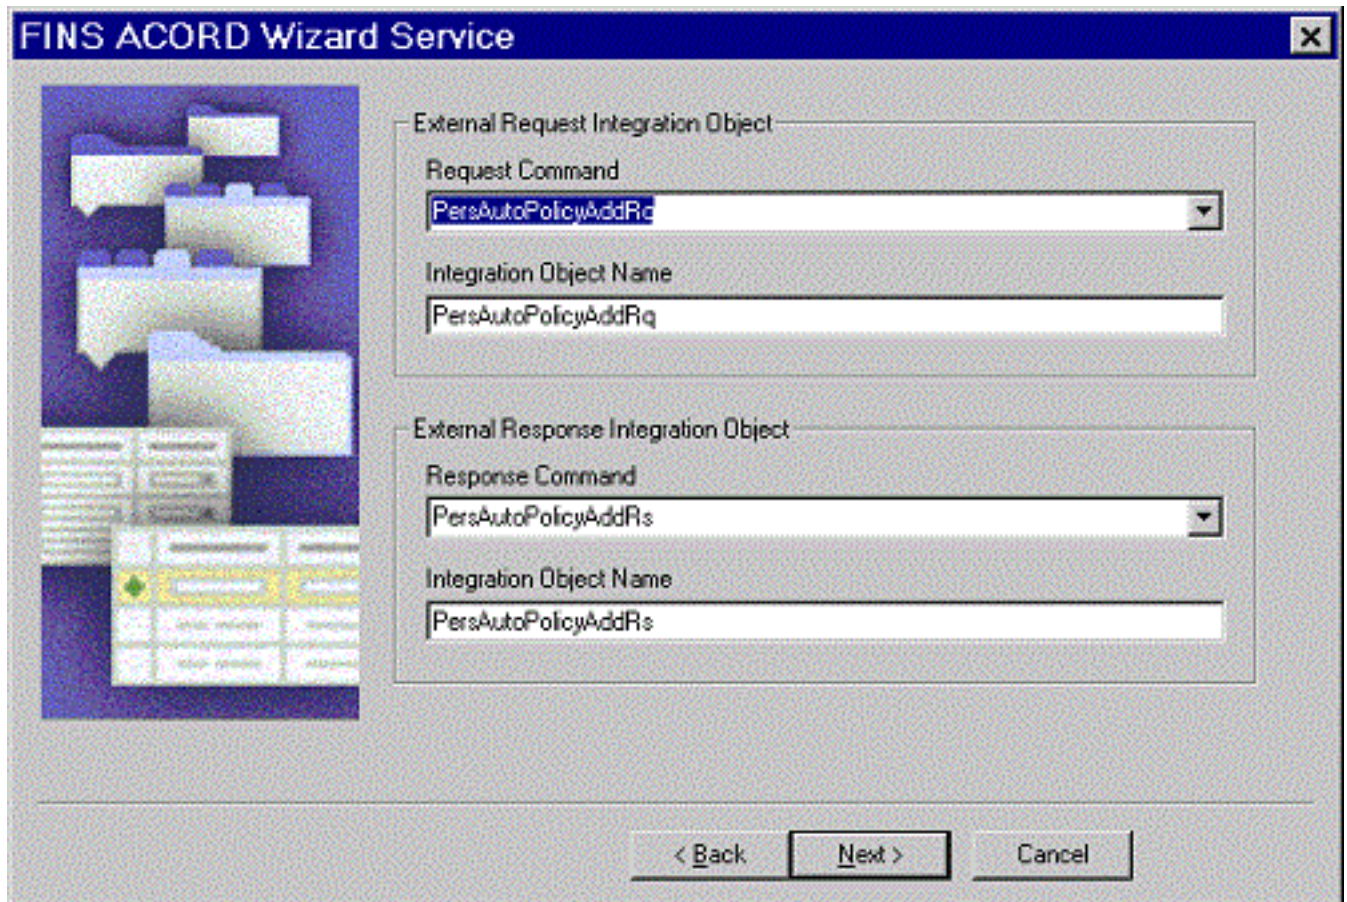 FINS ACORD Wizard Service
External Request Integration Object
Request Command
PersAutoPolicyAddRq
Integration Object Name
PersAutoPolicyAddRq
External Response Integration Object
Response Command
PersAutoPolicyAddRs
Integration Object Name
PersAutoPolicyAddRs
< Back
Next >
Cancel